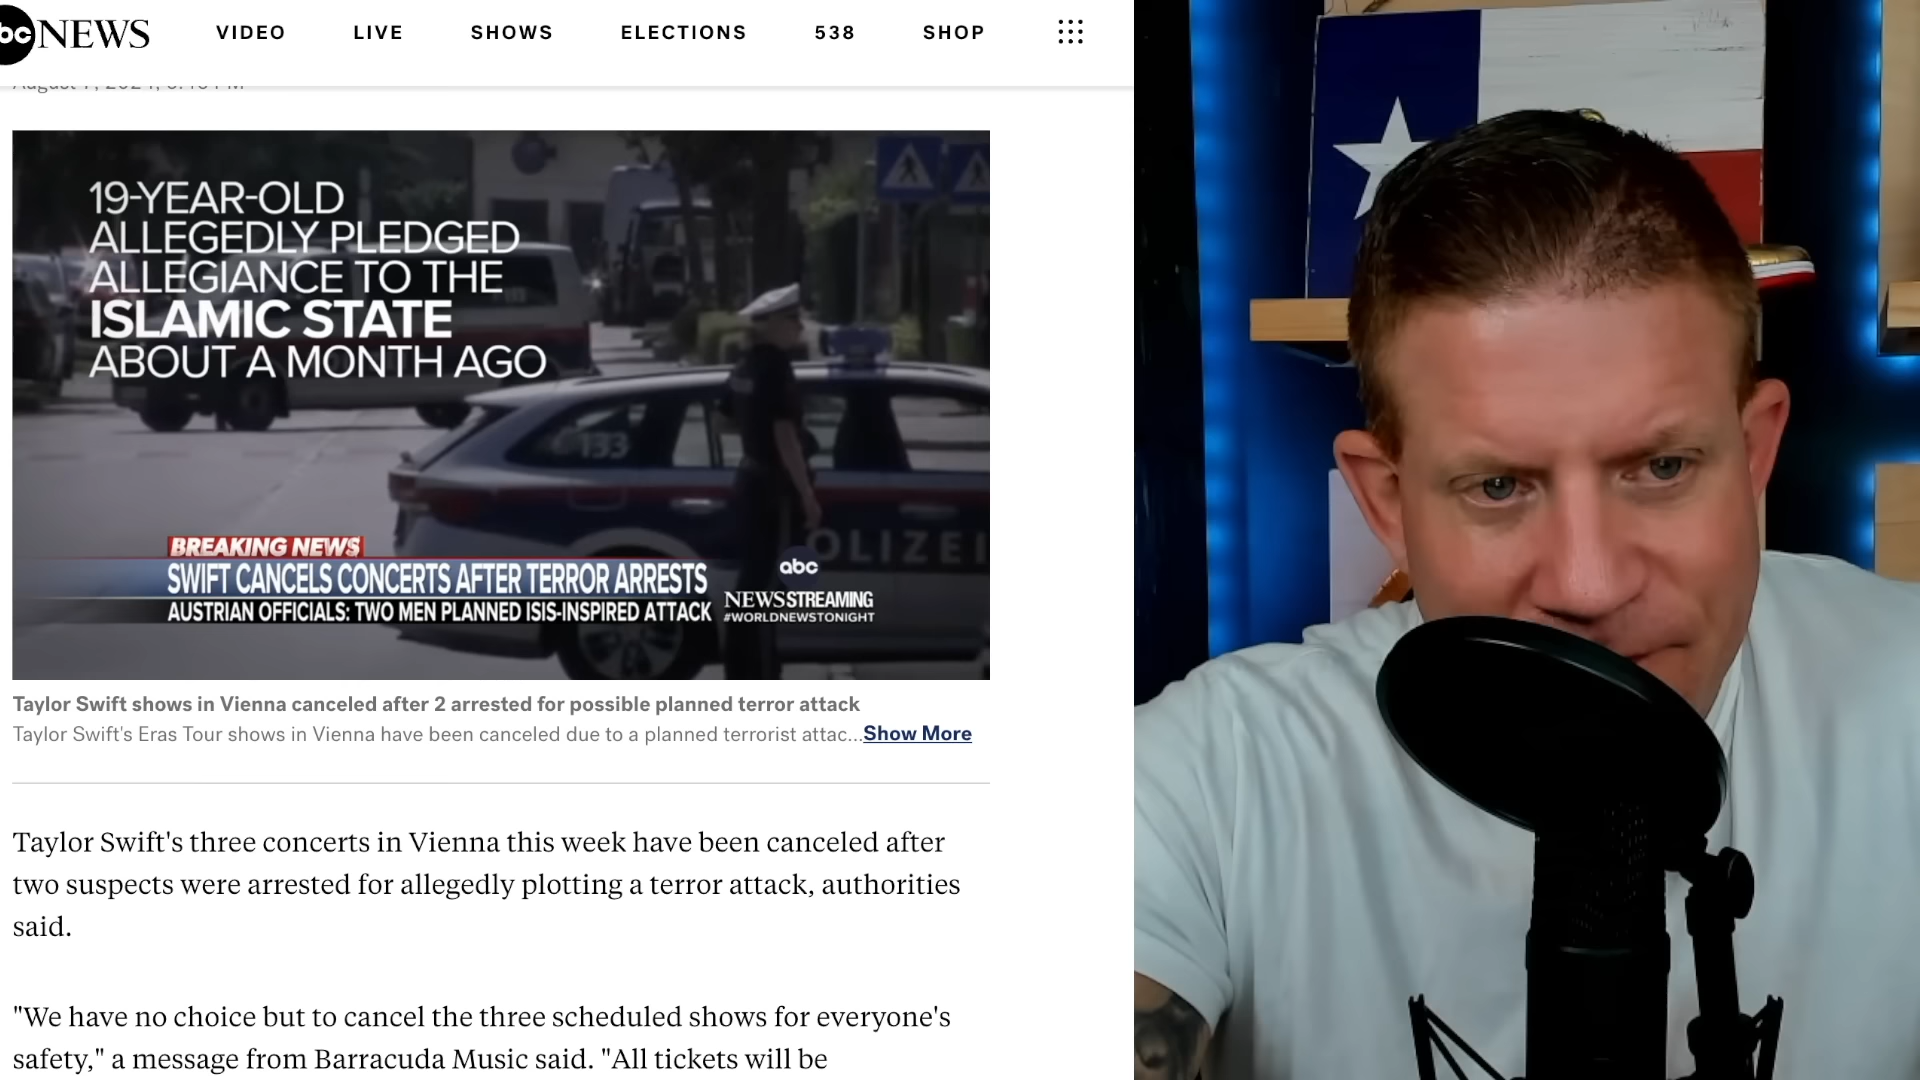 bc NEWS VIDEO LIVE SHOWS ELECTIONS 538 SHOP
19-YEAR-OLD
ALLEGEDLY PLEDGED
ALLEGIANCE TO THE
ISLAMIC STATE
ABOUT A MONTH AGO
133
POLIZEI
BREAKING NEWS
SWIFT CANCELS CONCERTS AFTER TERROR ARRESTS
AUSTRIAN OFFICIALS: TWO MEN PLANNED ISIS-INSPIRED ATTACK
abc
NEWS STREAMING
#WORLDNEWSTONIGHT
Taylor Swift shows in Vienna canceled after 2 arrested for possible planned terror attack
Taylor Swift's Eras Tour shows in Vienna have been canceled due to a planned terrorist attac...Show More
Taylor Swift's three concerts in Vienna this week have been canceled after
two suspects were arrested for allegedly plotting a terror attack, authorities
said.
"We have no choice but to cancel the three scheduled shows for everyone's
safety," a message from Barracuda Music said. "All tickets will be